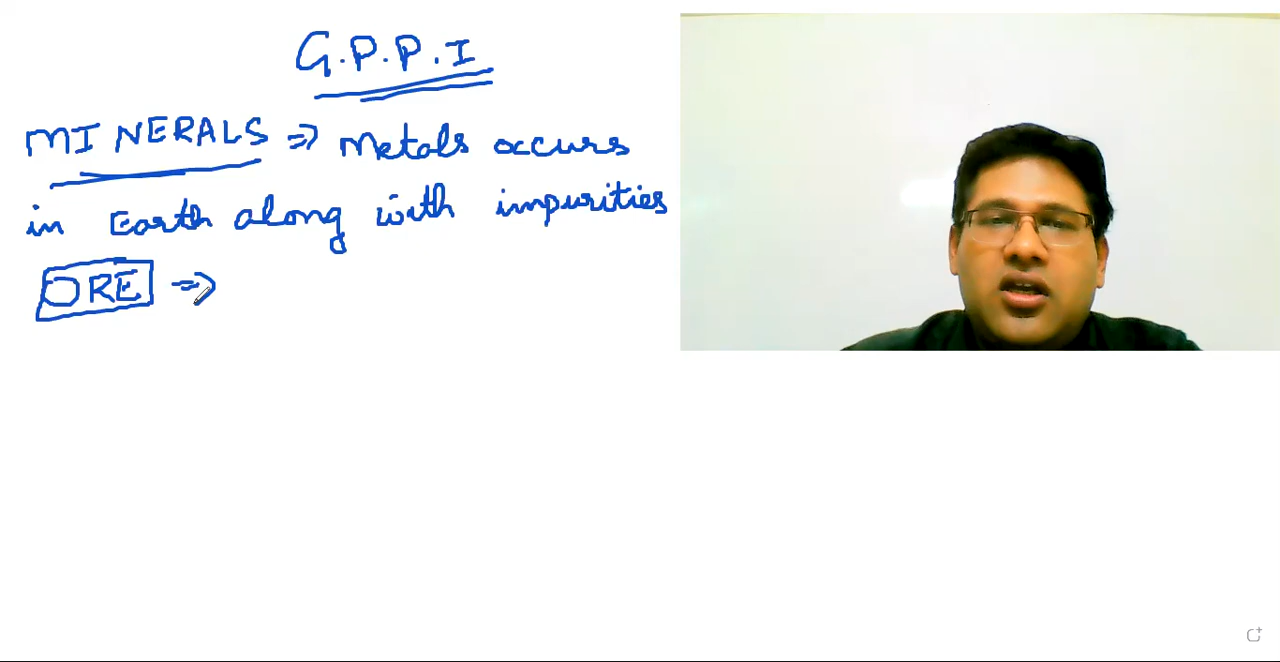 G.P.P.I
MINERALS => Metals occurs
in Earth along with impurities
ORE =>